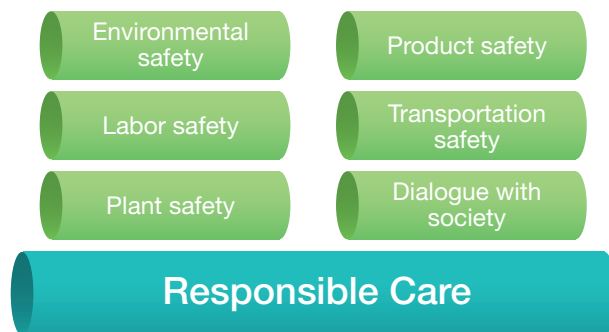 Environmental
safety
Product safety
Labor safety
Transportation
safety
Plant safety
Dialogue with
society
Responsible Care